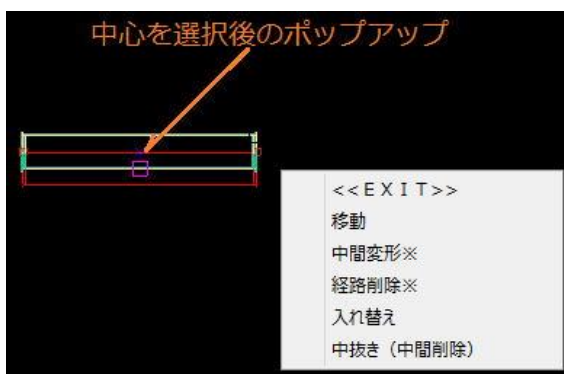 中心を選択後のポップアップ
<<ＥＸＩＴ>>
移動
中間変形※
経路削除※
入れ替え
中抜き（中間削除）